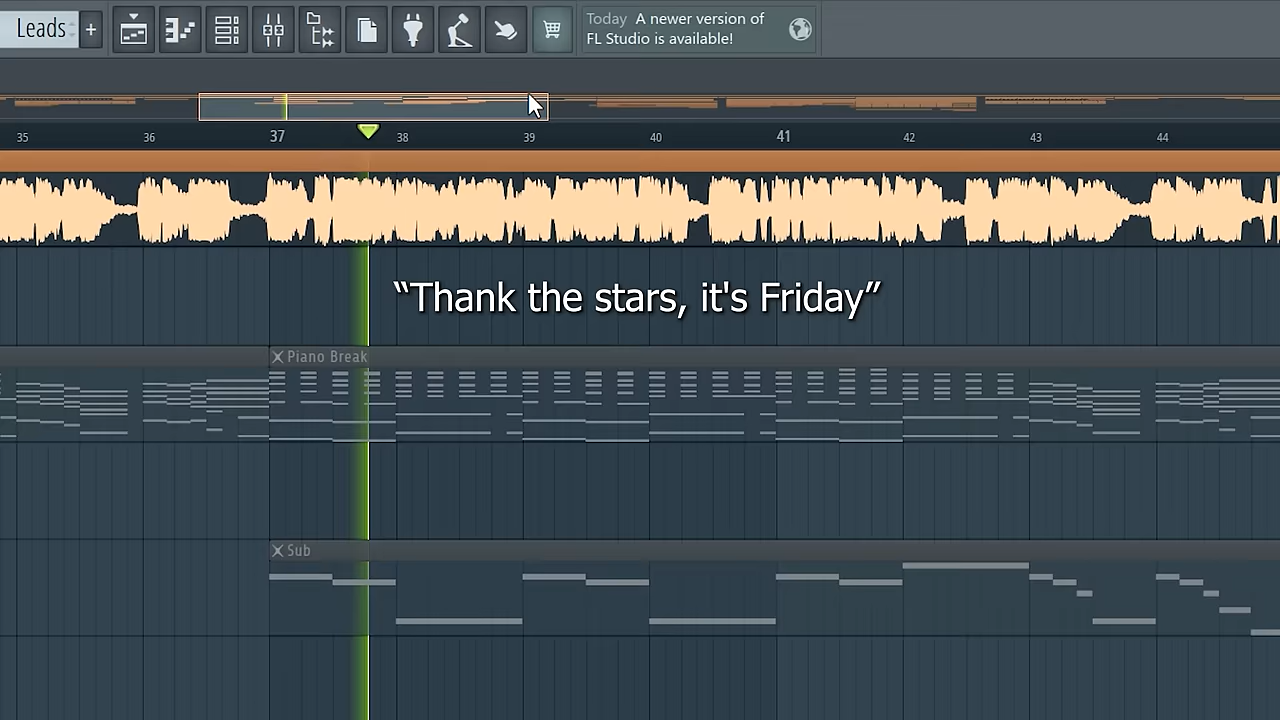 Leads +
Today A newer version of
FL Studio is available!
35 36 37 38 39 40 41 42 43 44
“Thank the stars, it's Friday”
Piano Break
Sub